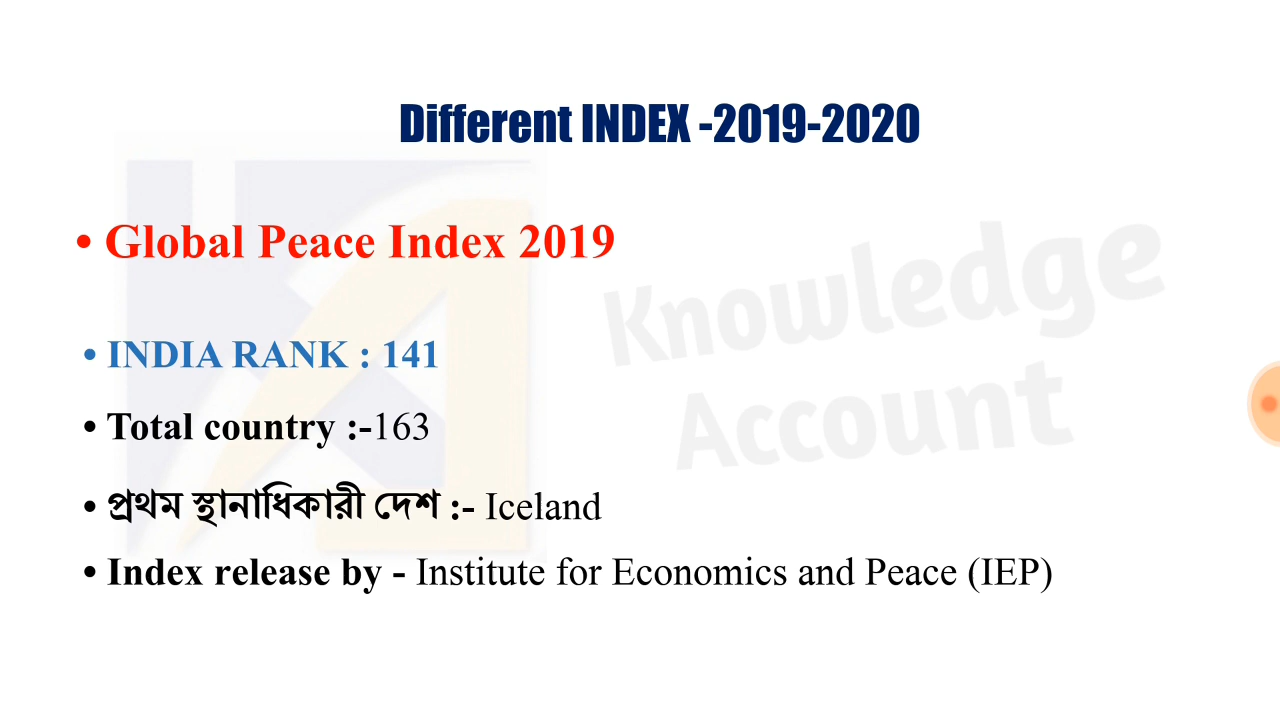 Different INDEX -2019-2020
• Global Peace Index 2019
Knowledge
Account
• INDIA RANK : 141
• Total country :-163
• প্রথম স্থানাধিকারী দেশ :- Iceland
• Index release by - Institute for Economics and Peace (IEP)